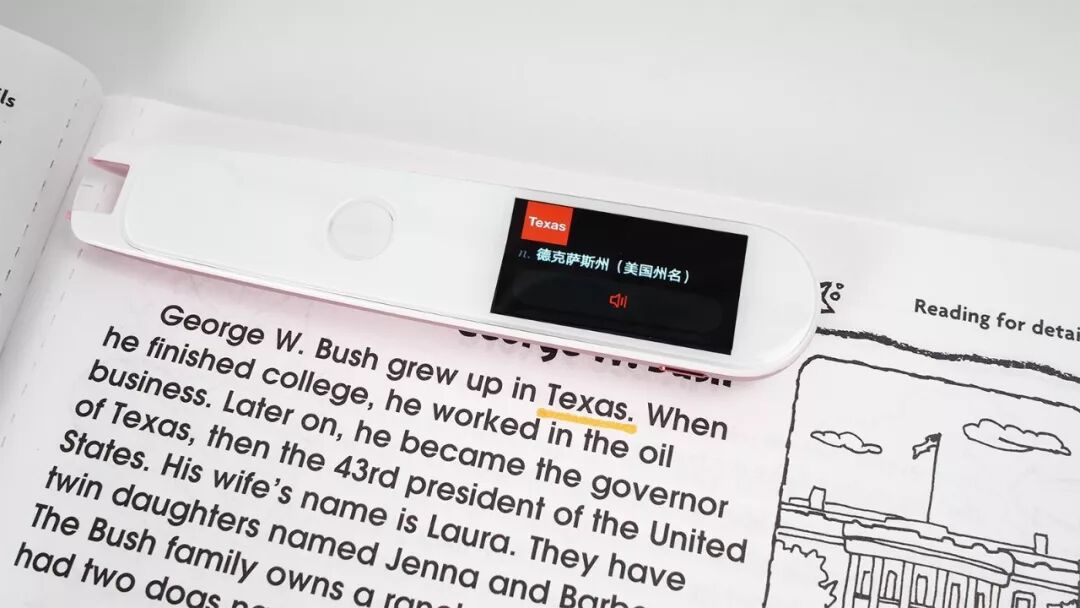 Texas
n. 德克萨斯州（美国州名）
Reading for
George W. Bush grew up in Texas. When
he finished college, he worked in the oil
business. Later on, he became the governor
of Texas, then the 43rd president of the United
States. His wife's name is Laura. They have
twin daughters named Jenna and
The Bush family owns a
had two dogs